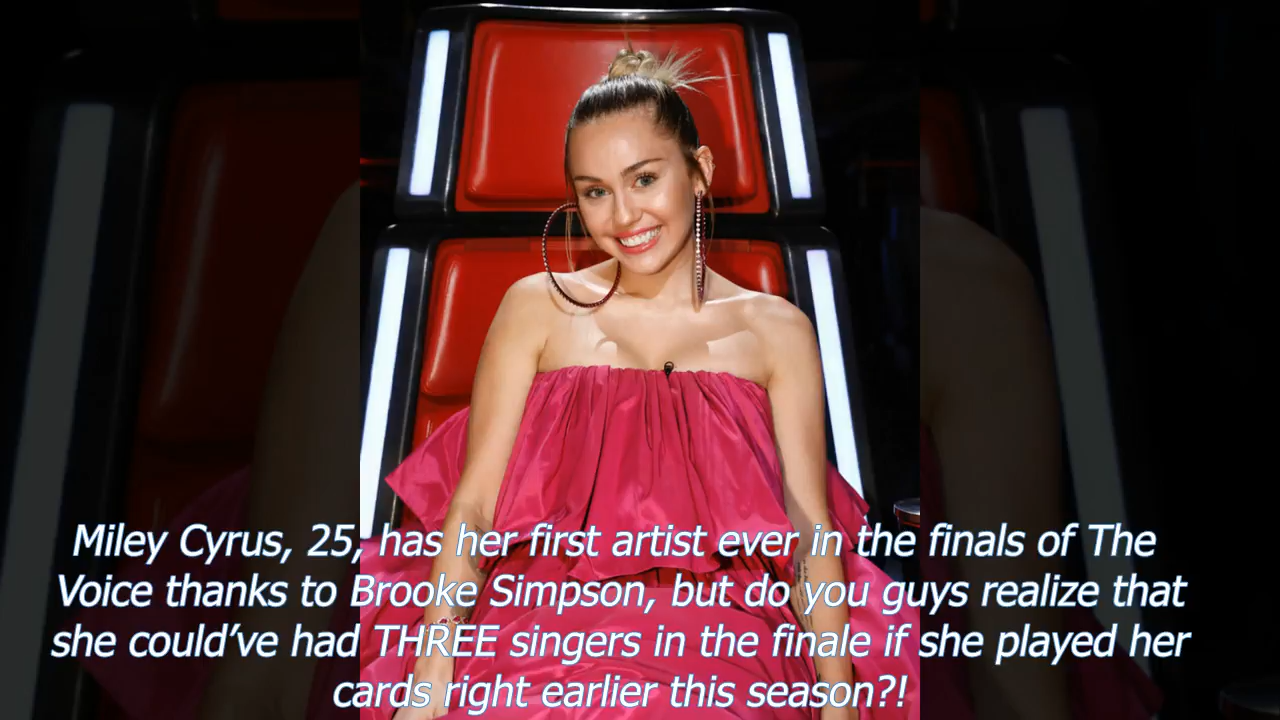 Miley Cyrus, 25, has her first artist ever in the finals of The
Voice thanks to Brooke Simpson, but do you guys realize that
she could’ve had THREE singers in the finale if she played her
cards right earlier this season?!